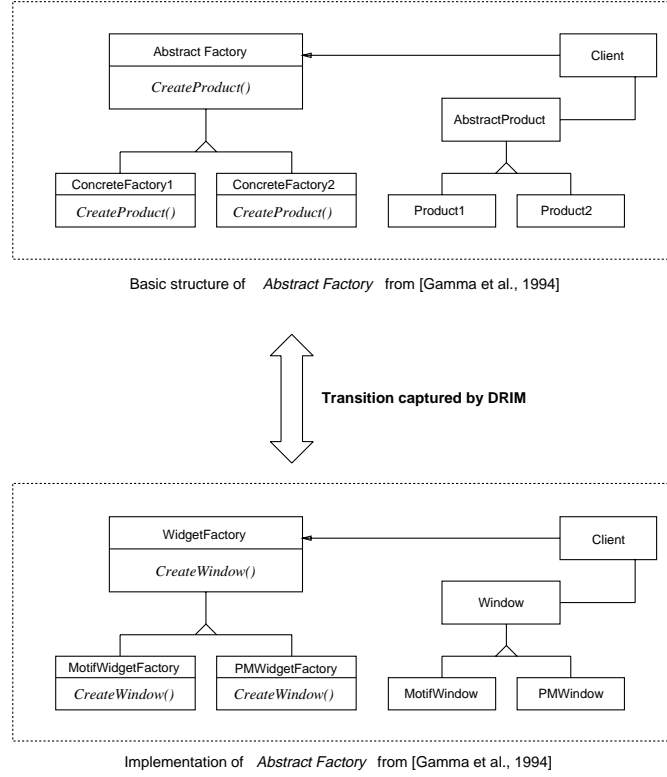 Abstract Factory
CreateProduct()
Client
AbstractProduct
ConcreteFactory1
CreateProduct()
ConcreteFactory2
CreateProduct()
Product1
Product2
Basic structure of Abstract Factory from [Gamma et al., 1994]
Transition captured by DRIM
WidgetFactory
CreateWindow()
Client
Window
MotifWidgetFactory
CreateWindow()
PMWidgetFactory
CreateWindow()
MotifWindow
PMWindow
Implementation of Abstract Factory from [Gamma et al., 1994]